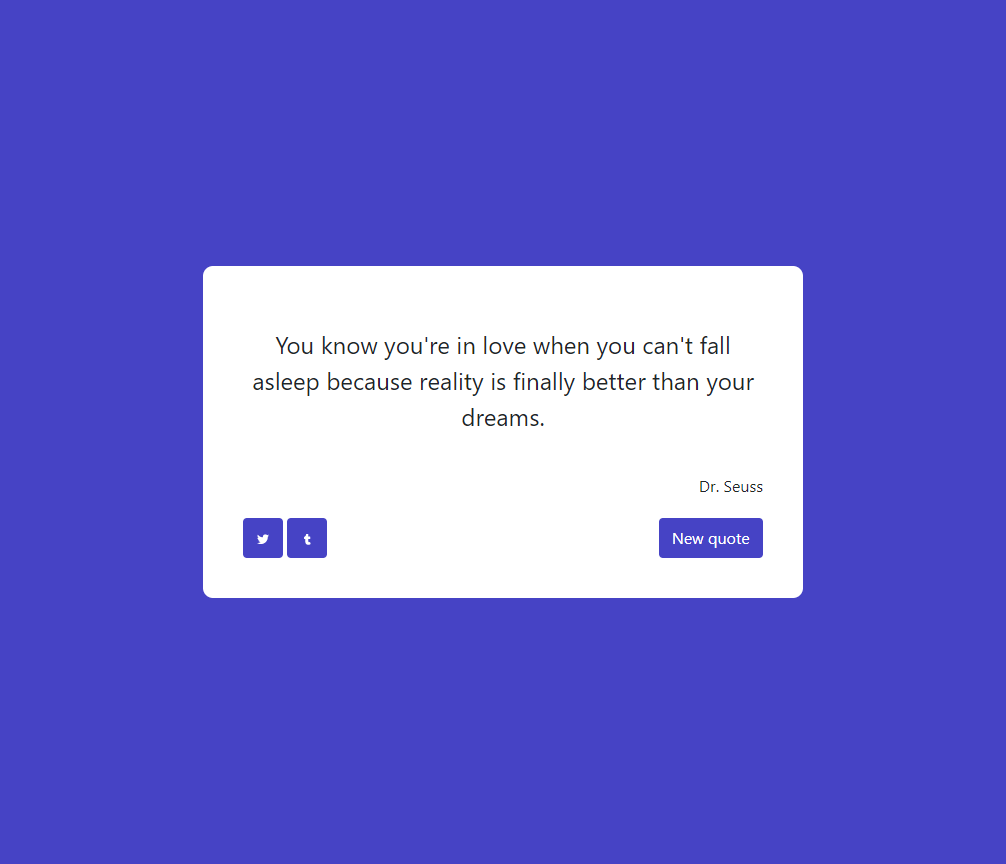 You know you're in love when you can't fall
asleep because reality is finally better than your
dreams.
Dr. Seuss
New quote